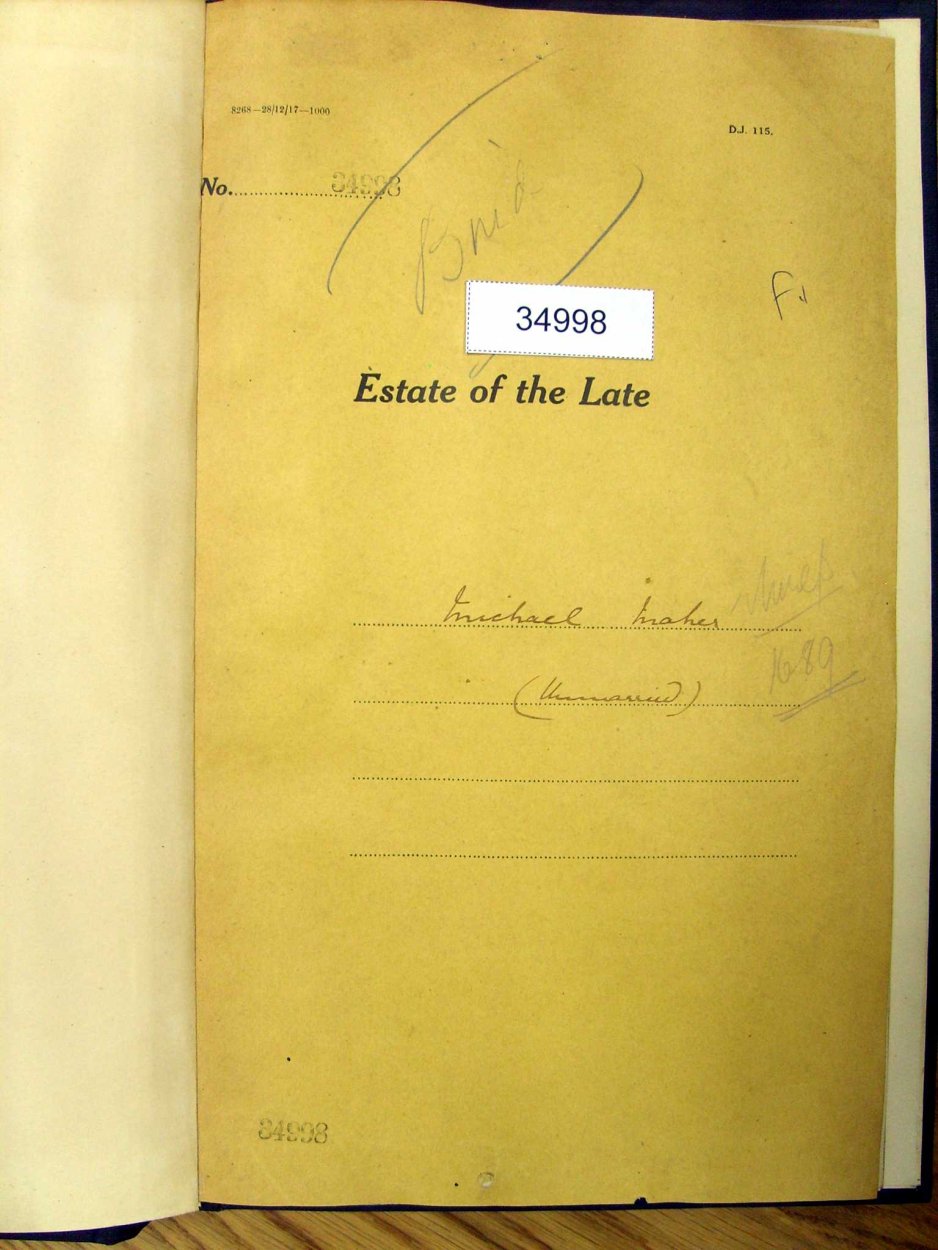 8268—28/12/17—1000
D.J. 115.
No. 34998
34998
Estate of the Late
Michael Maher
(Unmarried)
1689
34998